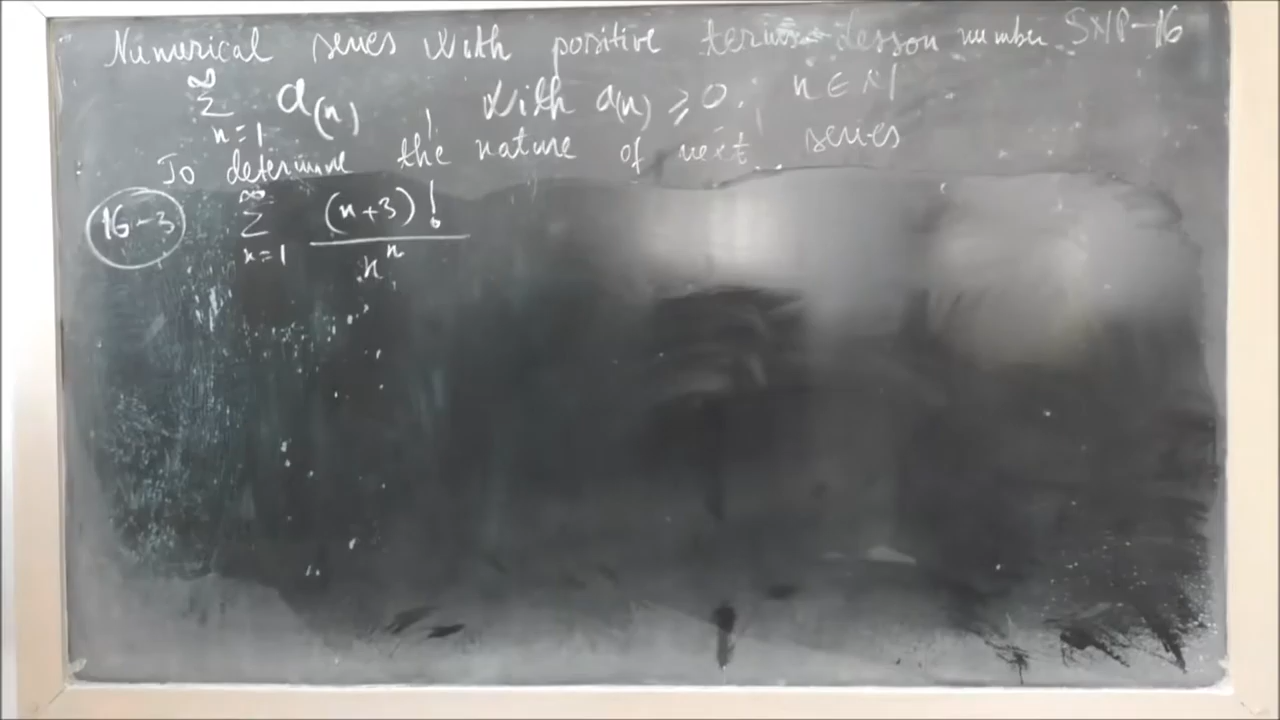 Numerical series with positive terms - Lesson number SNP-16
∞ Σ n=1 a(n), with a(n) ⩾ 0, n ∈ N
To determine the nature of next series
16-3 ∞ Σ n=1 (n+3)! / n^n